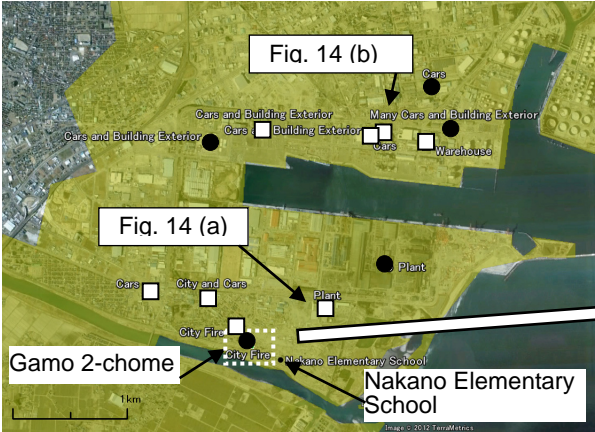 Fig. 14 (b)
Cars
Cars and Building Exterior
Many Cars and Building Exterior
Cars and Building Exterior
Cars and Building Exterior
Cars
Warehouse
Fig. 14 (a)
Plant
Cars
City and Cars
Plant
City Fire
City Fire
Nakano Elementary School
Gamo 2-chome
Nakano Elementary
School
1km
Image © 2012 TerraMetrics